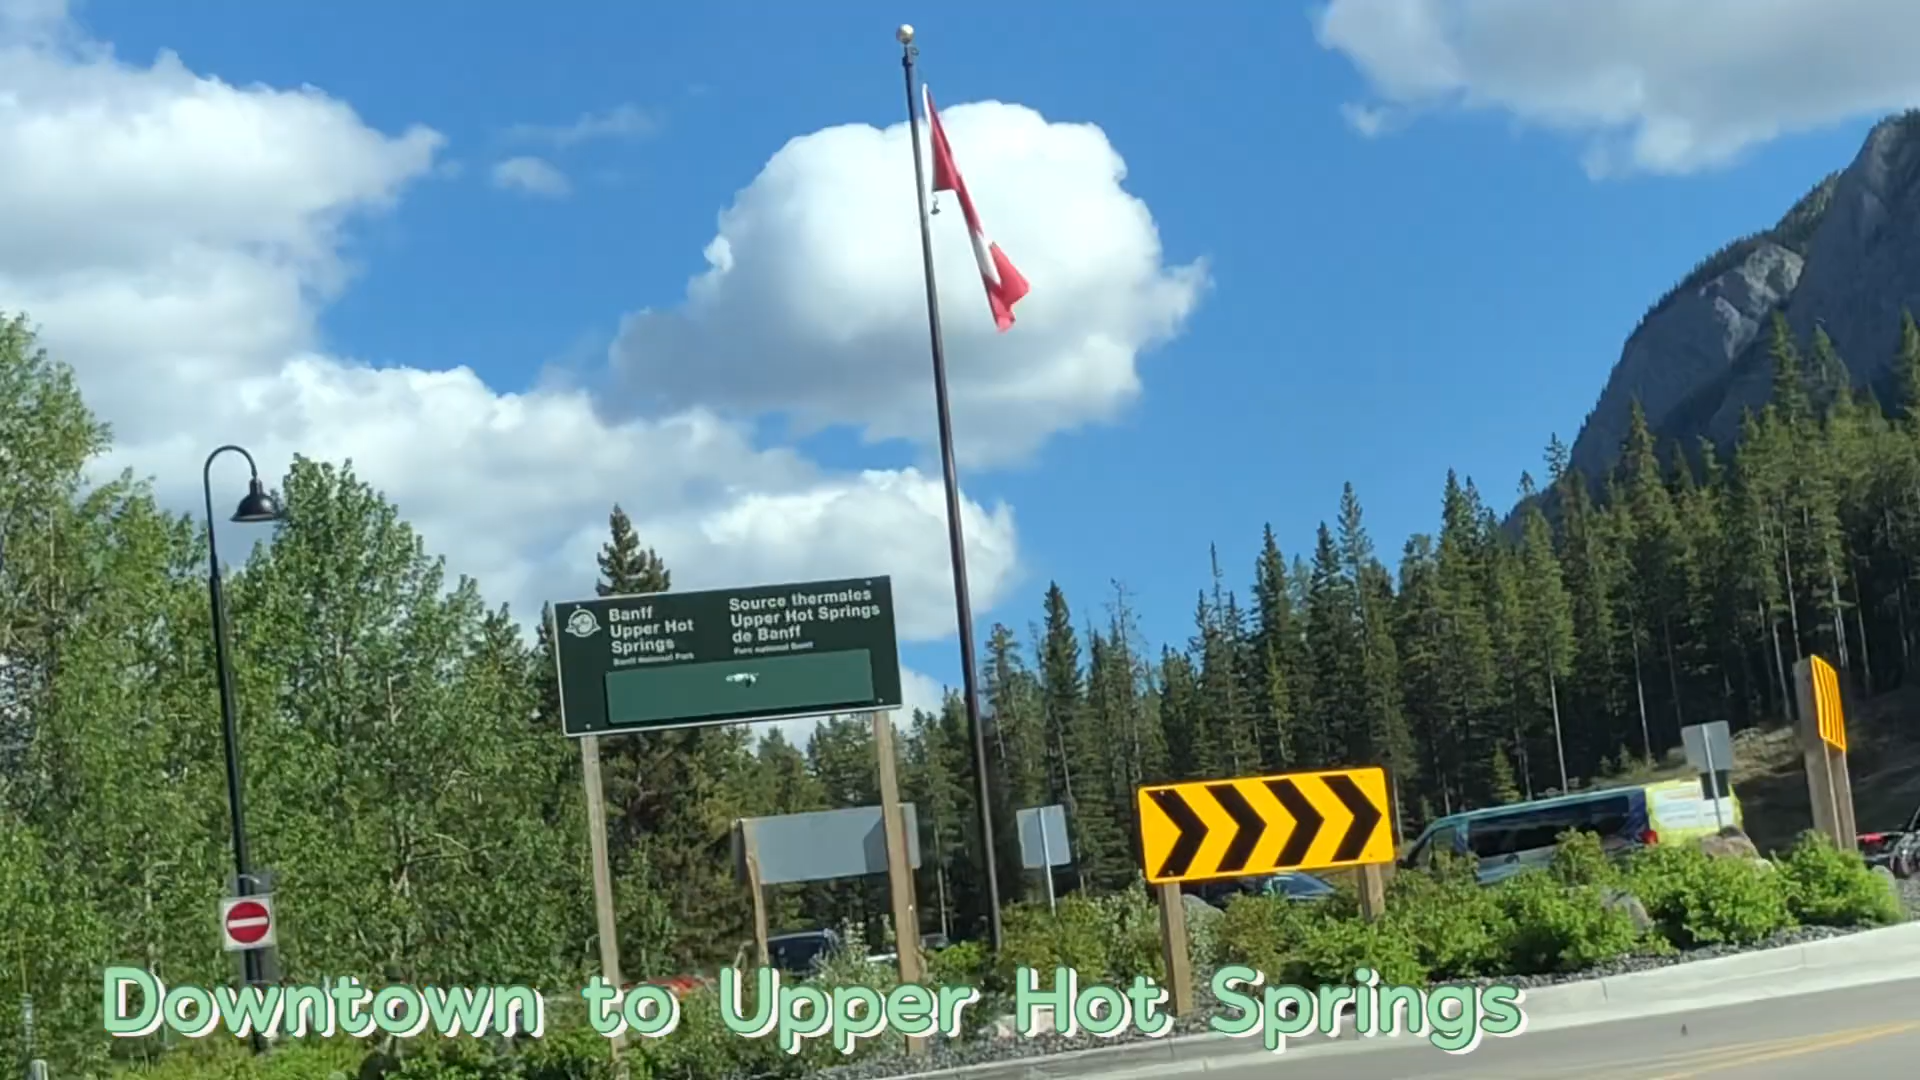 Banff
Upper Hot
Springs
Banff National Park
Source thermales
Upper Hot Springs
de Banff
Parc national Banff
Downtown to Upper Hot Springs